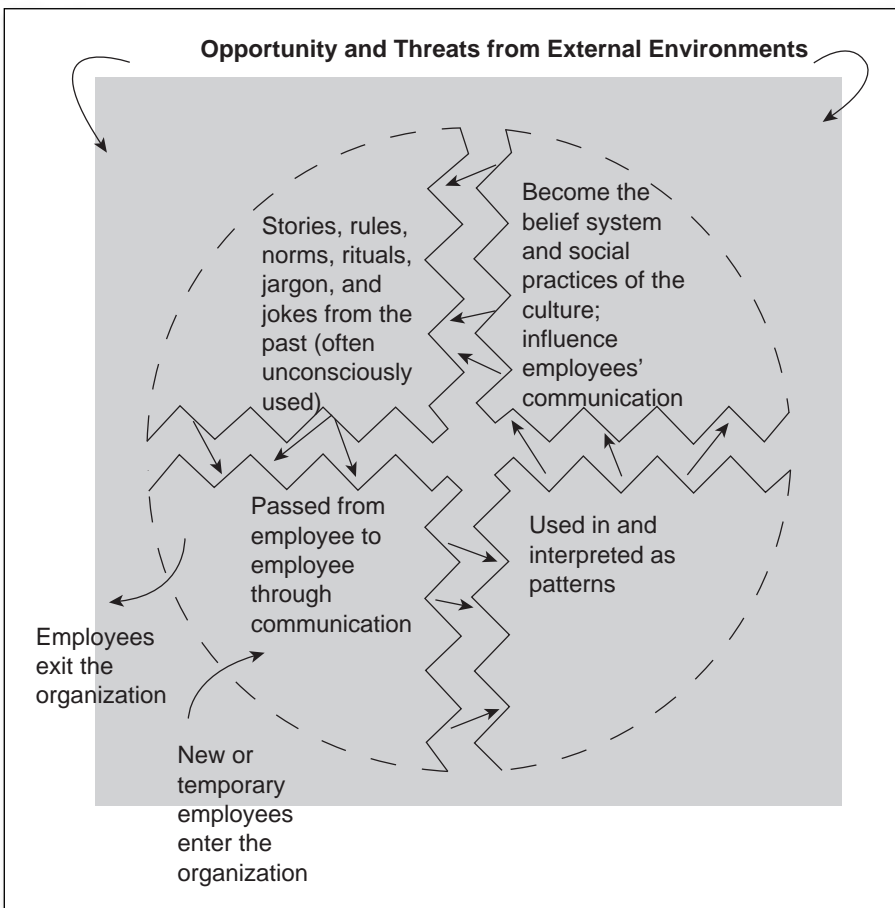 Opportunity and Threats from External Environments
Stories, rules,
norms, rituals,
jargon, and
jokes from the
past (often
unconsciously
used)
Become the
belief system
and social
practices of the
culture;
influence
employees’
communication
Passed from
employee to
employee
through
communication
Used in and
interpreted as
patterns
Employees
exit the
organization
New or
temporary
employees
enter the
organization